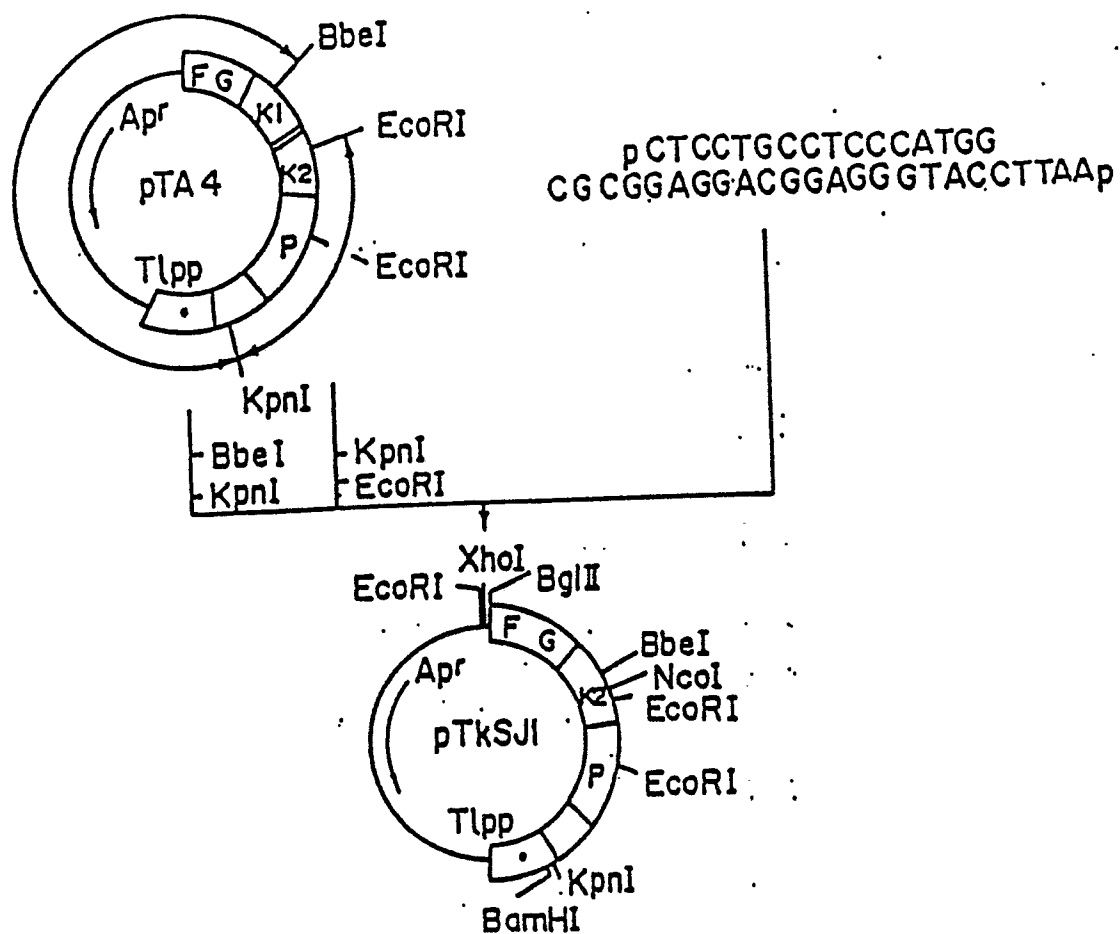 BbeI
F G
K1
EcoRI
Apr
K2
pTA4
P
EcoRI
Tlpp
KpnI
pCTCCTGCCTCCCATGG
CGCGGAGGACGGAGGGTACCTTAAp
BbeI
KpnI
KpnI
EcoRI
XhoI
EcoRI
BglII
F G
BbeI
NcoI
Apr
K2
EcoRI
pTkSJ1
P
EcoRI
Tlpp
KpnI
BamHI